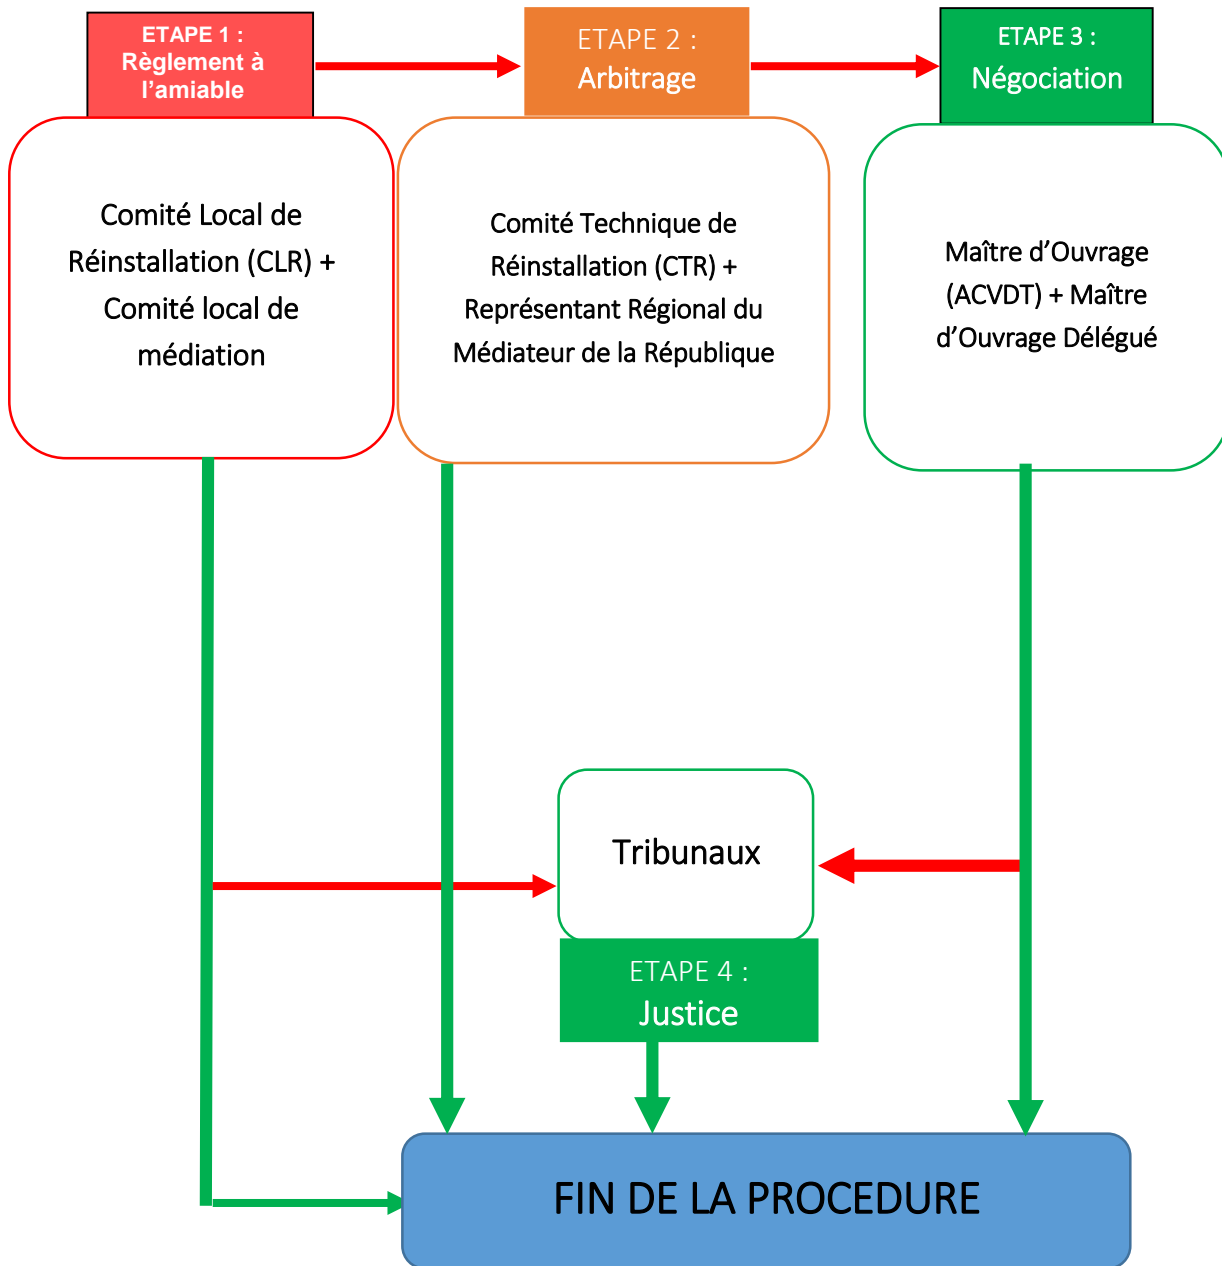 ETAPE 1 :
Règlement à
l’amiable
Comité Local de
Réinstallation (CLR) +
Comité local de
médiation
ETAPE 2 :
Arbitrage
Comité Technique de
Réinstallation (CTR) +
Représentant Régional du
Médiateur de la République
ETAPE 3 :
Négociation
Maître d’Ouvrage
(ACVDT) + Maître
d’Ouvrage Délégué
Tribunaux
ETAPE 4 :
Justice
FIN DE LA PROCEDURE